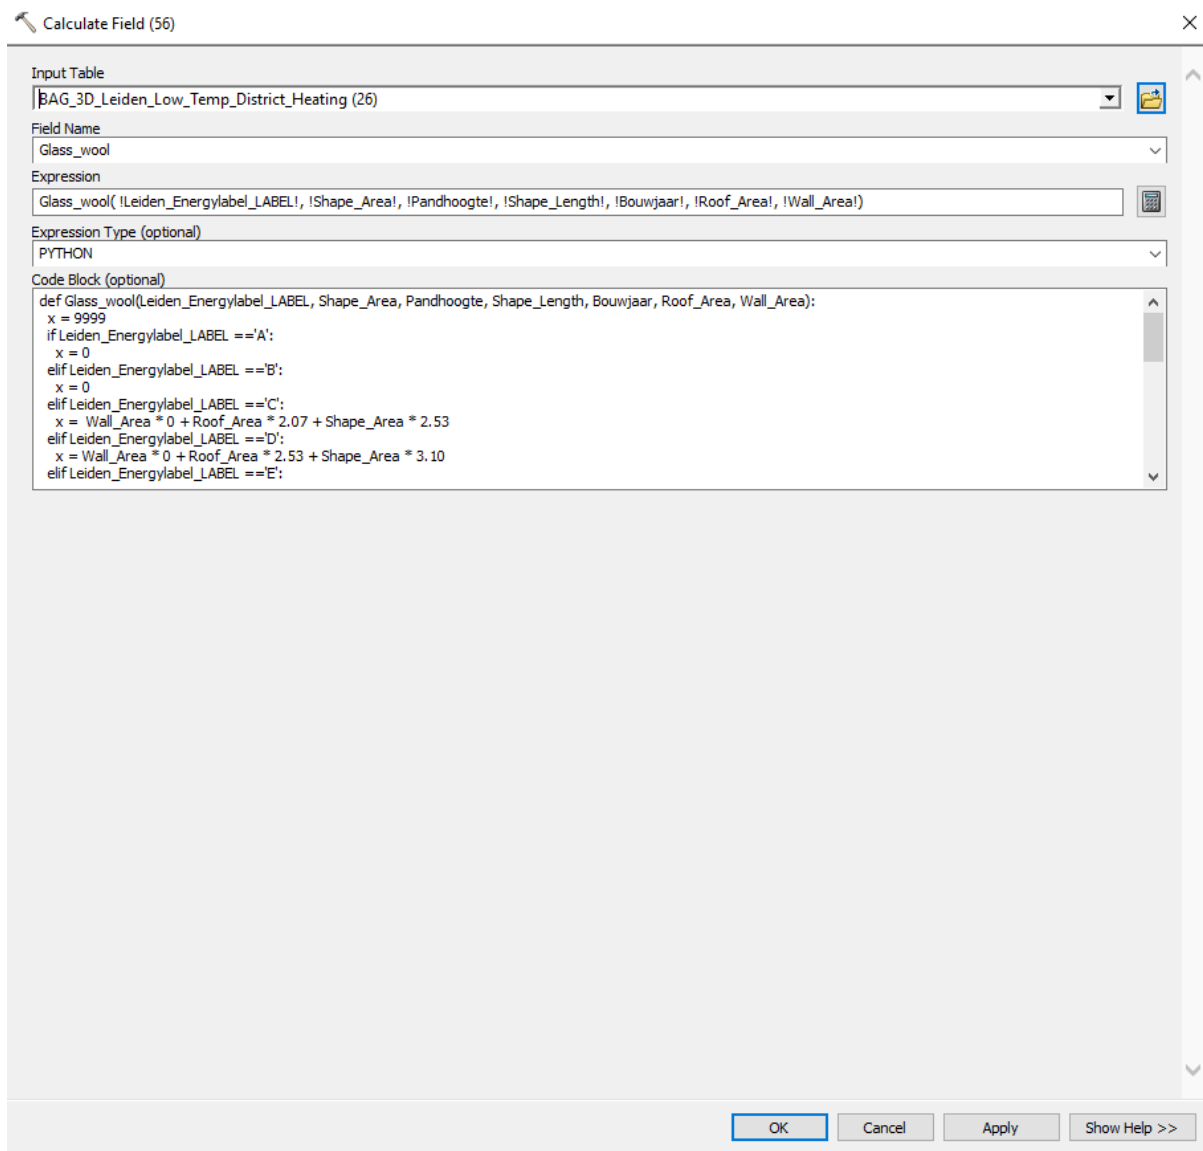 Calculate Field (56)
Input Table
BAG_3D_Leiden_Low_Temp_District_Heating (26)
Field Name
Glass_wool
Expression
Glass_wool( !Leiden_Energylabel_LABEL!, !Shape_Area!, !Pandhoogte!, !Shape_Length!, !Bouwjaar!, !Roof_Area!, !Wall_Area!)
Expression Type (optional)
PYTHON
Code Block (optional)
def Glass_wool(Leiden_Energylabel_LABEL, Shape_Area, Pandhoogte, Shape_Length, Bouwjaar, Roof_Area, Wall_Area):
x = 9999
if Leiden_Energylabel_LABEL =='A':
x = 0
elif Leiden_Energylabel_LABEL =='B':
x = 0
elif Leiden_Energylabel_LABEL =='C':
x = Wall_Area * 0 + Roof_Area * 2.07 + Shape_Area * 2.53
elif Leiden_Energylabel_LABEL =='D':
x = Wall_Area * 0 + Roof_Area * 2.53 + Shape_Area * 3.10
elif Leiden_Energylabel_LABEL =='E':
OK Cancel Apply Show Help >>